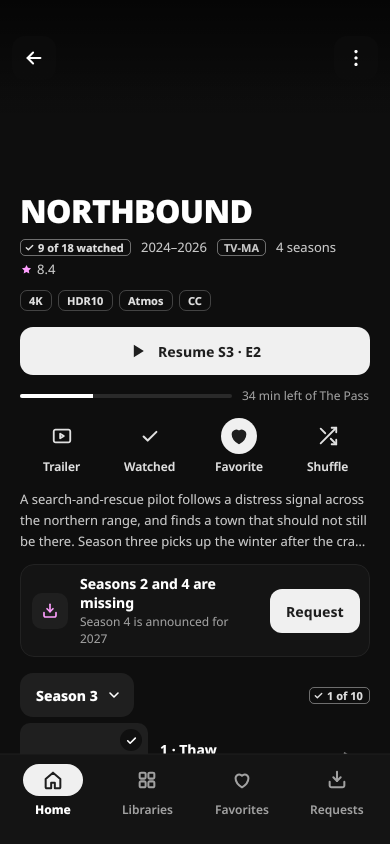 NORTHBOUND
9 of 18 watched 2024–2026 TV-MA 4 seasons
8.4
4K HDR10 Atmos CC
Resume S3 · E2
34 min left of The Pass
Trailer Watched Favorite Shuffle
A search-and-rescue pilot follows a distress signal across
the northern range, and finds a town that should not still
be there. Season three picks up the winter after the cra…
Seasons 2 and 4 are
missing
Season 4 is announced for
2027
Request
Season 3
1 of 10
1 · Thaw
Home Libraries Favorites Requests